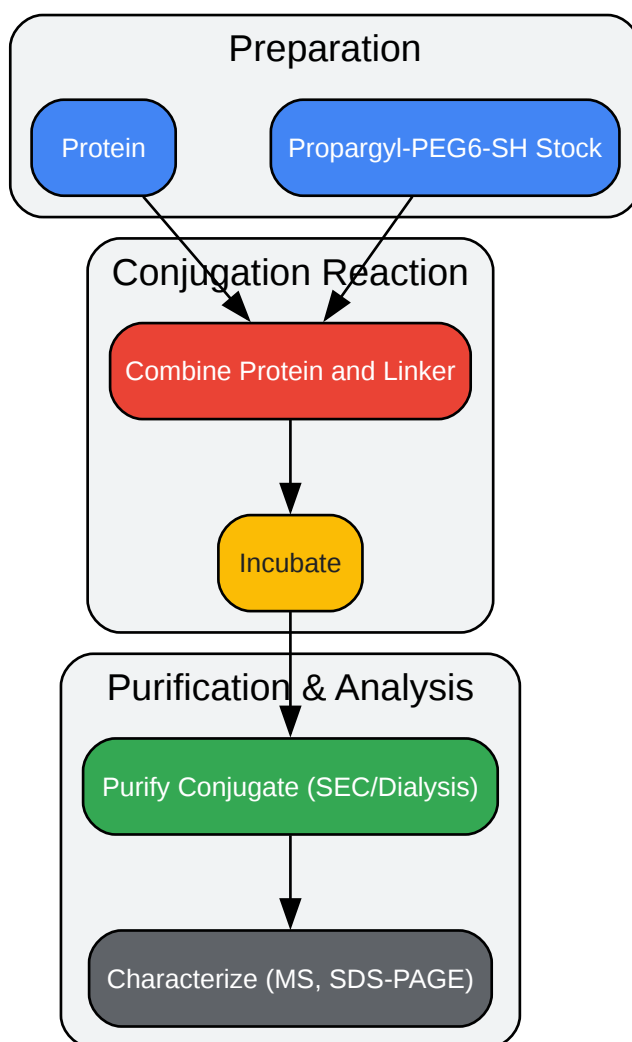 Preparation
Protein
Propargyl-PEG6-SH Stock
Conjugation Reaction
Combine Protein and Linker
Incubate
Purification & Analysis
Purify Conjugate (SEC/Dialysis)
Characterize (MS, SDS-PAGE)